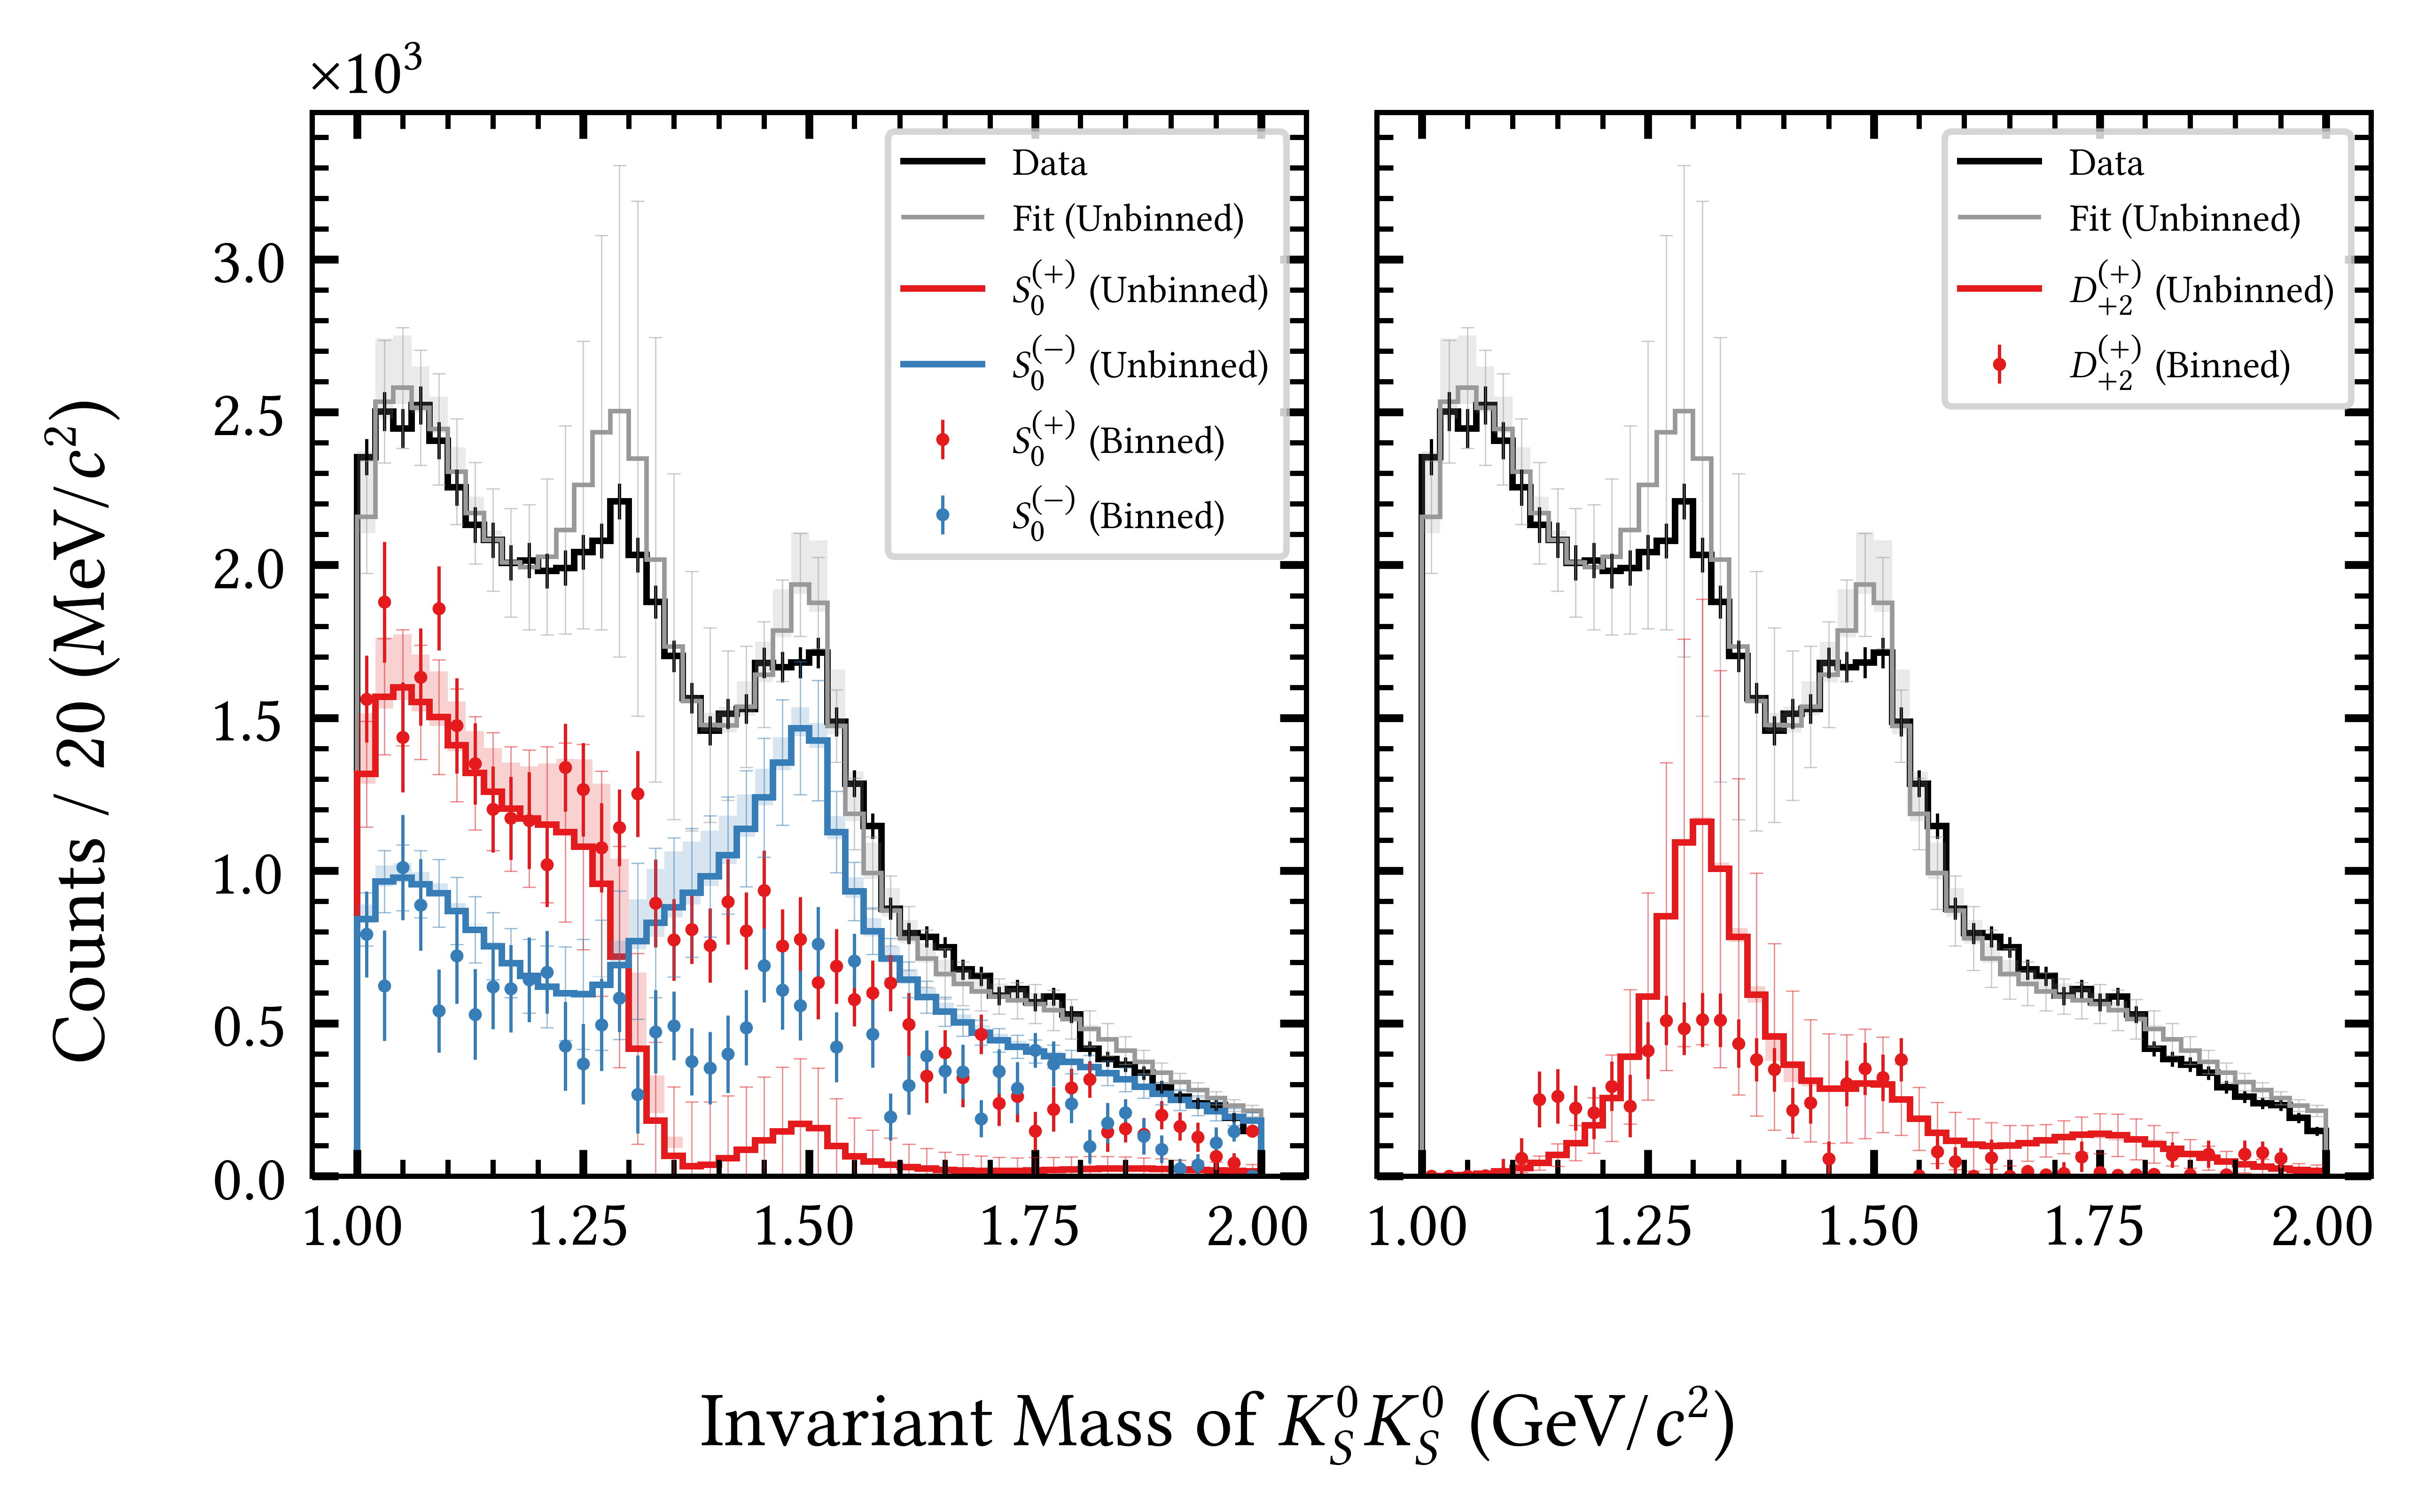 ×10³
Counts / 20 (MeV/c²)
3.0
2.5
2.0
1.5
1.0
0.5
0.0
Data
Fit (Unbinned)
S₀⁽⁺⁾ (Unbinned)
S₀⁽⁻⁾ (Unbinned)
S₀⁽⁺⁾ (Binned)
S₀⁽⁻⁾ (Binned)
1.00 1.25 1.50 1.75 2.00
Data
Fit (Unbinned)
D₊₂⁽⁺⁾ (Unbinned)
D₊₂⁽⁺⁾ (Binned)
1.00 1.25 1.50 1.75 2.00
Invariant Mass of K_S⁰K_S⁰ (GeV/c²)